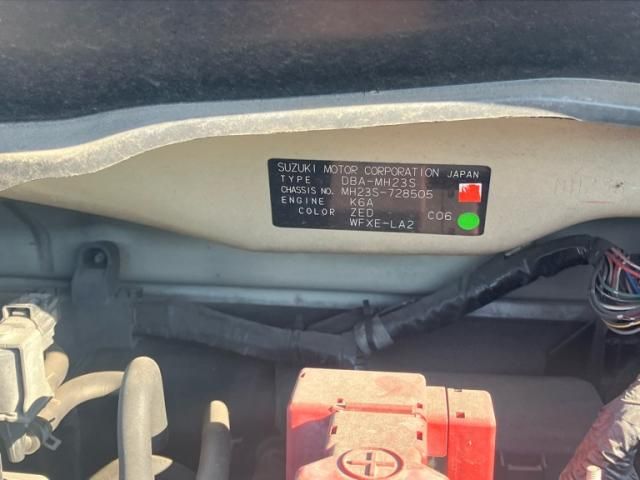 SUZUKI MOTOR CORPORATION JAPAN
TYPE DBA-MH23S
CHASSIS NO. MH23S-728505
ENGINE K6A
COLOR ZED C06
WFXE-LA2